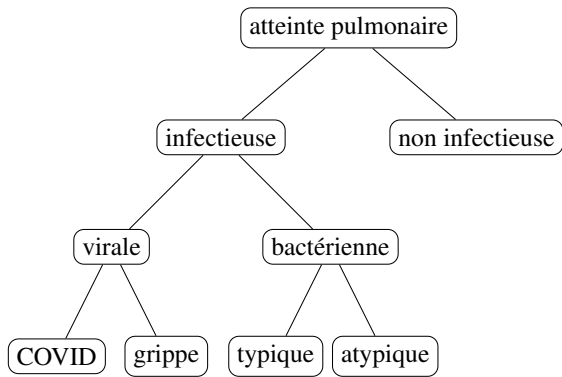 atteinte pulmonaire
infectieuse
non infectieuse
virale
bactérienne
COVID
grippe
typique
atypique